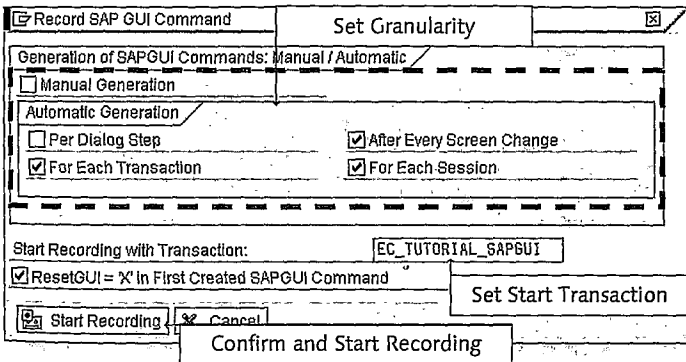 Record SAP GUI Command
Set Granularity
Generation of SAPGUI Commands: Manual / Automatic
Manual Generation
Automatic Generation
Per Dialog Step
After Every Screen Change
For Each Transaction
For Each Session
Start Recording with Transaction:
EC_TUTORIAL_SAPGUI
ResetGUI = 'X' in First Created SAPGUI Command
Set Start Transaction
Start Recording
Cancel
Confirm and Start Recording